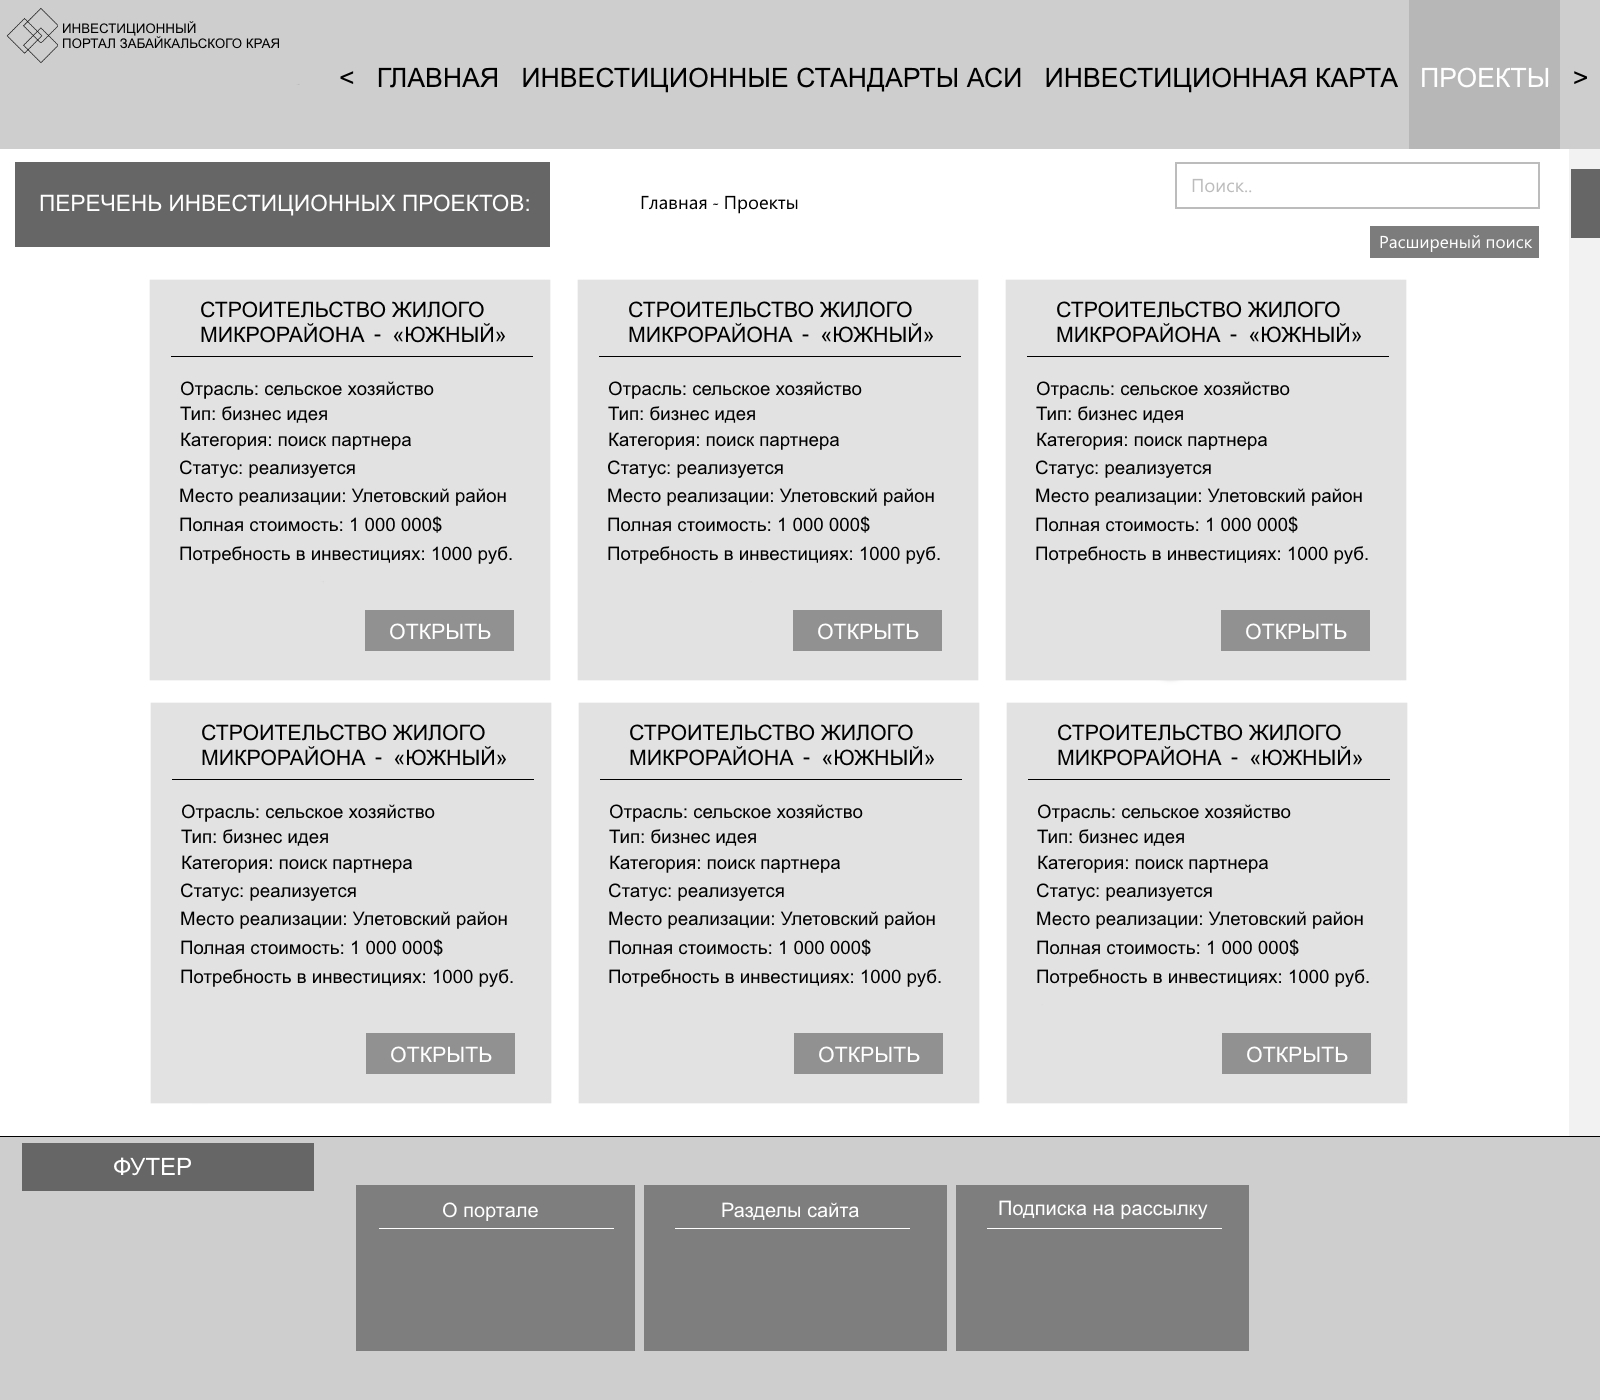 ИНВЕСТИЦИОННЫЙ
ПОРТАЛ ЗАБАЙКАЛЬСКОГО КРАЯ
< ГЛАВНАЯ ИНВЕСТИЦИОННЫЕ СТАНДАРТЫ АСИ ИНВЕСТИЦИОННАЯ КАРТА ПРОЕКТЫ >
ПЕРЕЧЕНЬ ИНВЕСТИЦИОННЫХ ПРОЕКТОВ:
Главная - Проекты
Поиск..
Расширеный поиск
СТРОИТЕЛЬСТВО ЖИЛОГО
МИКРОРАЙОНА - «ЮЖНЫЙ»
Отрасль: сельское хозяйство
Тип: бизнес идея
Категория: поиск партнера
Статус: реализуется
Место реализации: Улетовский район
Полная стоимость: 1 000 000$
Потребность в инвестициях: 1000 руб.
ОТКРЫТЬ
СТРОИТЕЛЬСТВО ЖИЛОГО
МИКРОРАЙОНА - «ЮЖНЫЙ»
Отрасль: сельское хозяйство
Тип: бизнес идея
Категория: поиск партнера
Статус: реализуется
Место реализации: Улетовский район
Полная стоимость: 1 000 000$
Потребность в инвестициях: 1000 руб.
ОТКРЫТЬ
СТРОИТЕЛЬСТВО ЖИЛОГО
МИКРОРАЙОНА - «ЮЖНЫЙ»
Отрасль: сельское хозяйство
Тип: бизнес идея
Категория: поиск партнера
Статус: реализуется
Место реализации: Улетовский район
Полная стоимость: 1 000 000$
Потребность в инвестициях: 1000 руб.
ОТКРЫТЬ
СТРОИТЕЛЬСТВО ЖИЛОГО
МИКРОРАЙОНА - «ЮЖНЫЙ»
Отрасль: сельское хозяйство
Тип: бизнес идея
Категория: поиск партнера
Статус: реализуется
Место реализации: Улетовский район
Полная стоимость: 1 000 000$
Потребность в инвестициях: 1000 руб.
ОТКРЫТЬ
СТРОИТЕЛЬСТВО ЖИЛОГО
МИКРОРАЙОНА - «ЮЖНЫЙ»
Отрасль: сельское хозяйство
Тип: бизнес идея
Категория: поиск партнера
Статус: реализуется
Место реализации: Улетовский район
Полная стоимость: 1 000 000$
Потребность в инвестициях: 1000 руб.
ОТКРЫТЬ
СТРОИТЕЛЬСТВО ЖИЛОГО
МИКРОРАЙОНА - «ЮЖНЫЙ»
Отрасль: сельское хозяйство
Тип: бизнес идея
Категория: поиск партнера
Статус: реализуется
Место реализации: Улетовский район
Полная стоимость: 1 000 000$
Потребность в инвестициях: 1000 руб.
ОТКРЫТЬ
ФУТЕР
О портале
Разделы сайта
Подписка на рассылку